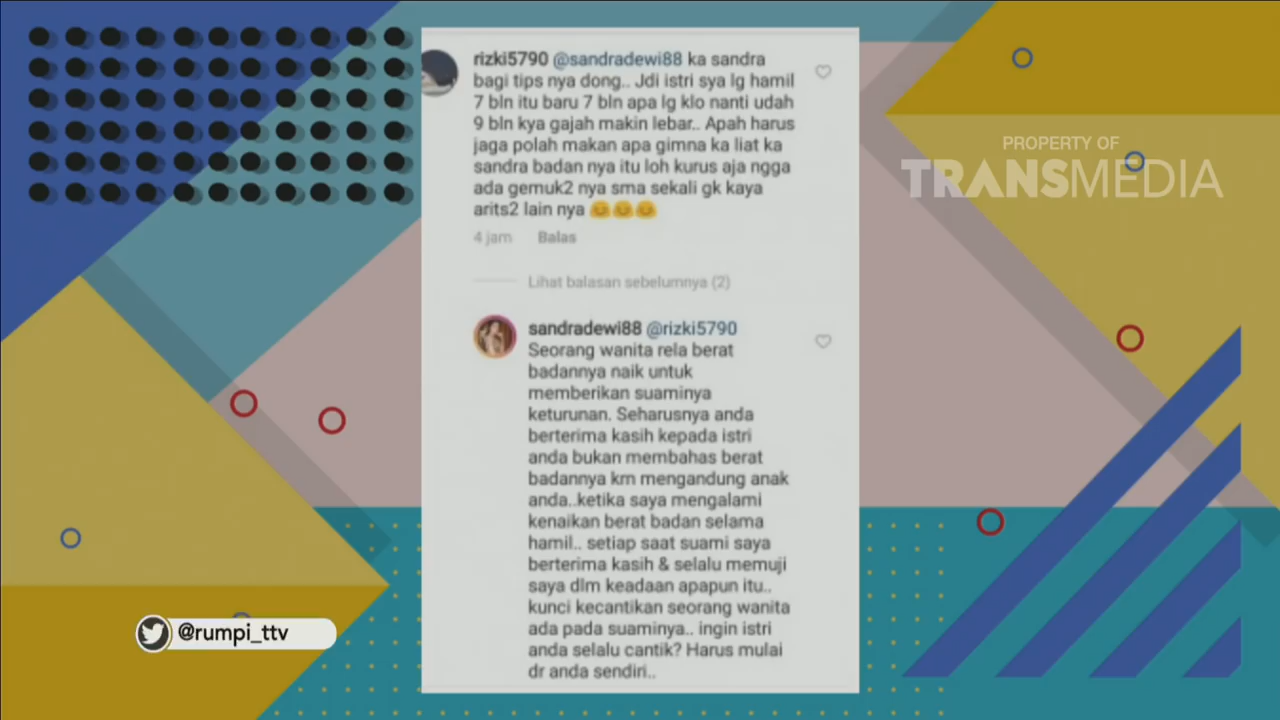 rizki5790 @sandradewi88 ka sandra
bagi tips nya dong.. Jdi istri sya lg hamil
7 bln itu baru 7 bln apa lg klo nanti udah
9 bln kya gajah makin lebar.. Apah harus
jaga polah makan apa gimna ka liat ka
sandra badan nya itu loh kurus aja ngga
ada gemuk2 nya sma sekali gk kaya
arits2 lain nya 😊😊😊
4 jam Balas
Lihat balasan sebelumnya (2)
sandradewi88 @rizki5790
Seorang wanita rela berat
badannya naik untuk
memberikan suaminya
keturunan. Seharusnya anda
berterima kasih kepada istri
anda bukan membahas berat
badannya krn mengandung anak
anda..ketika saya mengalami
kenaikan berat badan selama
hamil.. setiap saat suami saya
berterima kasih & selalu memuji
saya dlm keadaan apapun itu..
kunci kecantikan seorang wanita
ada pada suaminya.. ingin istri
anda selalu cantik? Harus mulai
dr anda sendiri..
PROPERTY OF
TRANSMEDIA
@rumpi_ttv